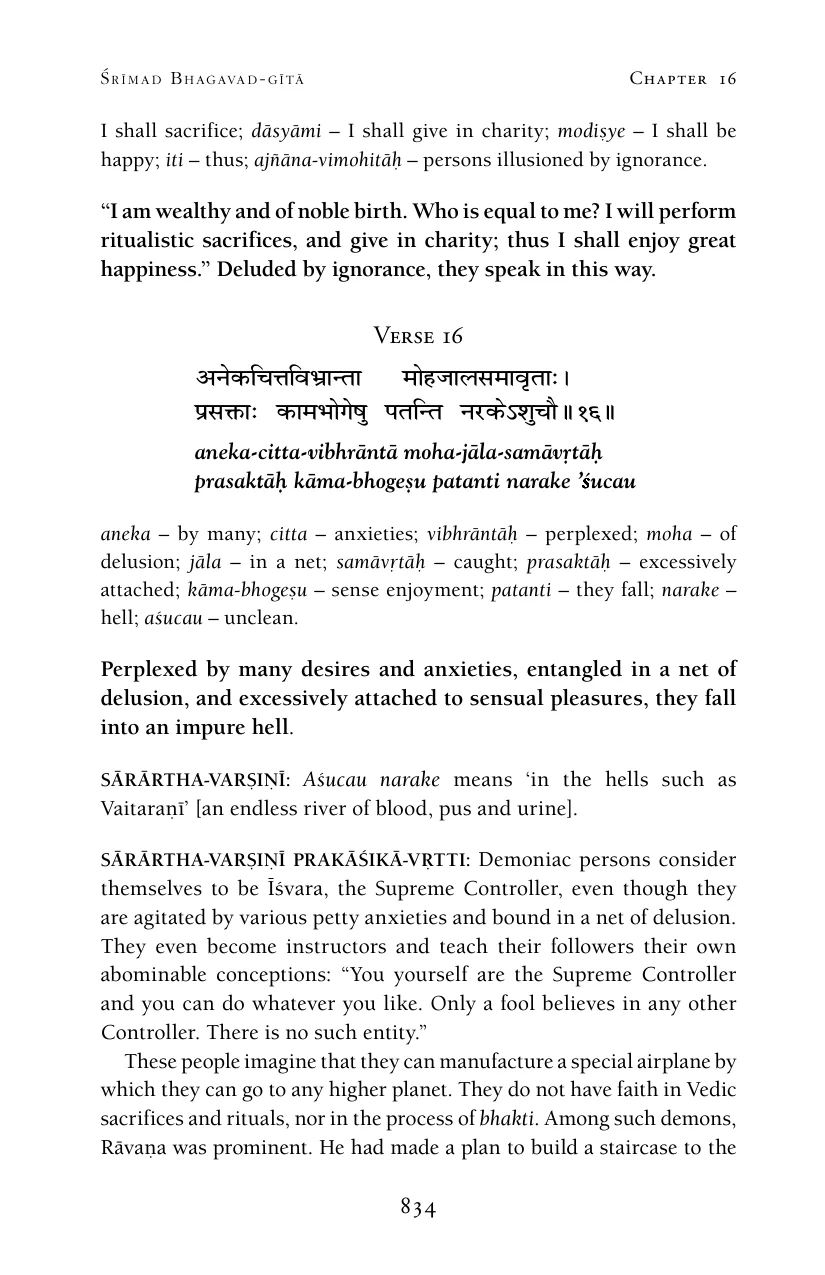 Śrīmad Bhagavad-gītā Chapter 16
I shall sacrifice; dāsyāmi – I shall give in charity; modiṣye – I shall be
happy; iti – thus; ajñāna-vimohitāḥ – persons illusioned by ignorance.
“I am wealthy and of noble birth. Who is equal to me? I will perform
ritualistic sacrifices, and give in charity; thus I shall enjoy great
happiness.” Deluded by ignorance, they speak in this way.
Verse 16
अनेकचित्तविभ्रान्ता मोहजालसमावृताः।
प्रसक्ताः कामभोगेषु पतन्ति नरकेऽशुचौ॥१६॥
aneka-citta-vibhrāntā moha-jāla-samāvṛtāḥ
prasaktāḥ kāma-bhogeṣu patanti narake ’śucau
aneka – by many; citta – anxieties; vibhrāntāḥ – perplexed; moha – of
delusion; jāla – in a net; samāvṛtāḥ – caught; prasaktāḥ – excessively
attached; kāma-bhogeṣu – sense enjoyment; patanti – they fall; narake –
hell; aśucau – unclean.
Perplexed by many desires and anxieties, entangled in a net of
delusion, and excessively attached to sensual pleasures, they fall
into an impure hell.
SĀRĀRTHA-VARṢIṆĪ: Aśucau narake means ‘in the hells such as
Vaitaraṇī’ [an endless river of blood, pus and urine].
SĀRĀRTHA-VARṢIṆĪ PRAKĀŚIKĀ-VṚTTI: Demoniac persons consider
themselves to be Īśvara, the Supreme Controller, even though they
are agitated by various petty anxieties and bound in a net of delusion.
They even become instructors and teach their followers their own
abominable conceptions: “You yourself are the Supreme Controller
and you can do whatever you like. Only a fool believes in any other
Controller. There is no such entity.”
These people imagine that they can manufacture a special airplane by
which they can go to any higher planet. They do not have faith in Vedic
sacrifices and rituals, nor in the process of bhakti. Among such demons,
Rāvaṇa was prominent. He had made a plan to build a staircase to the
834